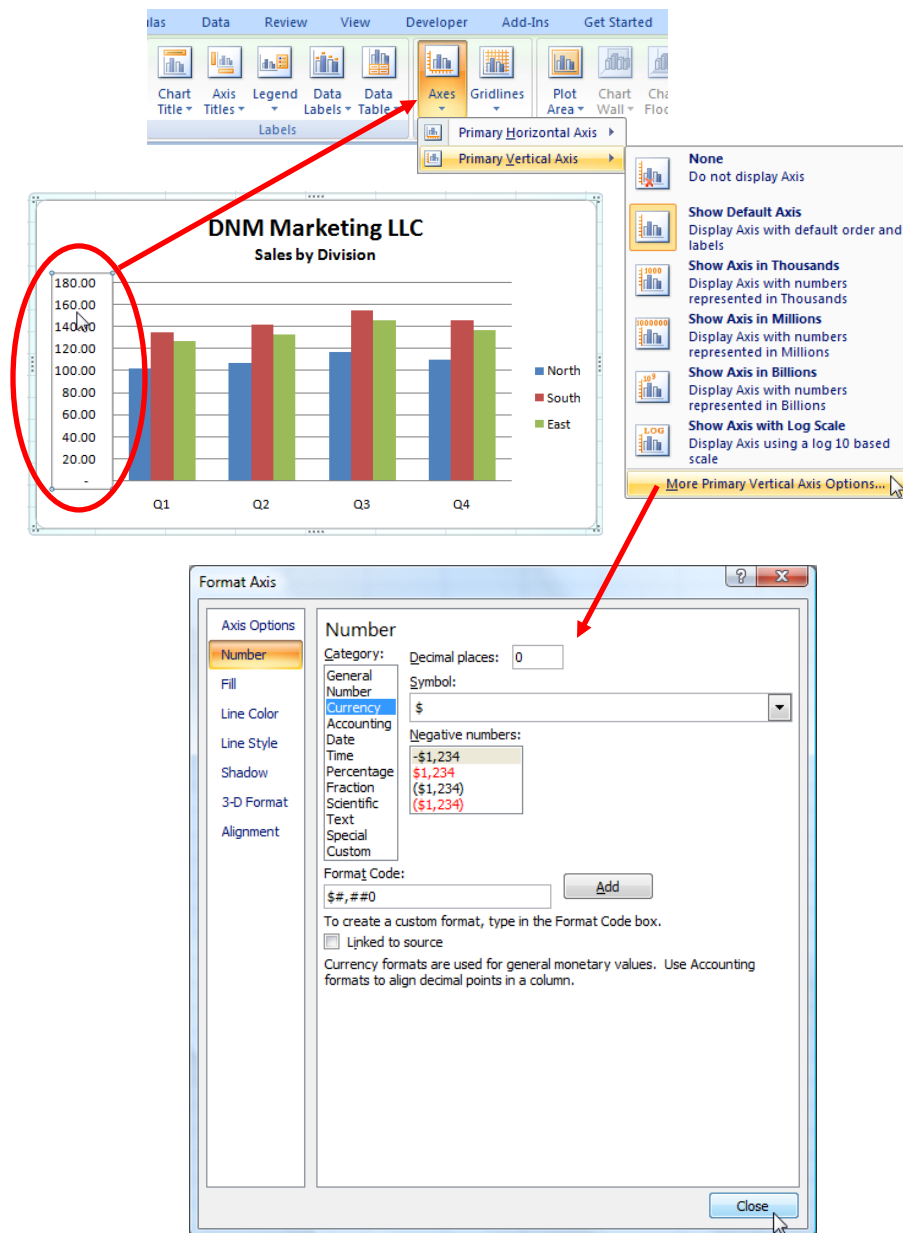 ulas Data Review View Developer Add-Ins Get Started
Chart Axis Legend Data Data Axes Gridlines Plot Chart Cha
Title Titles Labels Table Area Wall Floo
Labels
Primary Horizontal Axis
Primary Vertical Axis
None
Do not display Axis
Show Default Axis
Display Axis with default order and
labels
Show Axis in Thousands
Display Axis with numbers
represented in Thousands
Show Axis in Millions
Display Axis with numbers
represented in Millions
Show Axis in Billions
Display Axis with numbers
represented in Billions
Show Axis with Log Scale
Display Axis using a log 10 based
scale
More Primary Vertical Axis Options...
1000
1000000
10⁹
LOG
DNM Marketing LLC
Sales by Division
180.00
160.00
140.00
120.00
100.00
80.00
60.00
40.00
20.00
-
Q1 Q2 Q3 Q4
North
South
East
Format Axis
Axis Options
Number
Fill
Line Color
Line Style
Shadow
3-D Format
Alignment
Number
Category:
General
Number
Currency
Accounting
Date
Time
Percentage
Fraction
Scientific
Text
Special
Custom
Decimal places: 0
Symbol:
$
Negative numbers:
-$1,234
$1,234
($1,234)
($1,234)
Format Code:
$#,##0
Add
To create a custom format, type in the Format Code box.
Linked to source
Currency formats are used for general monetary values. Use Accounting
formats to align decimal points in a column.
Close